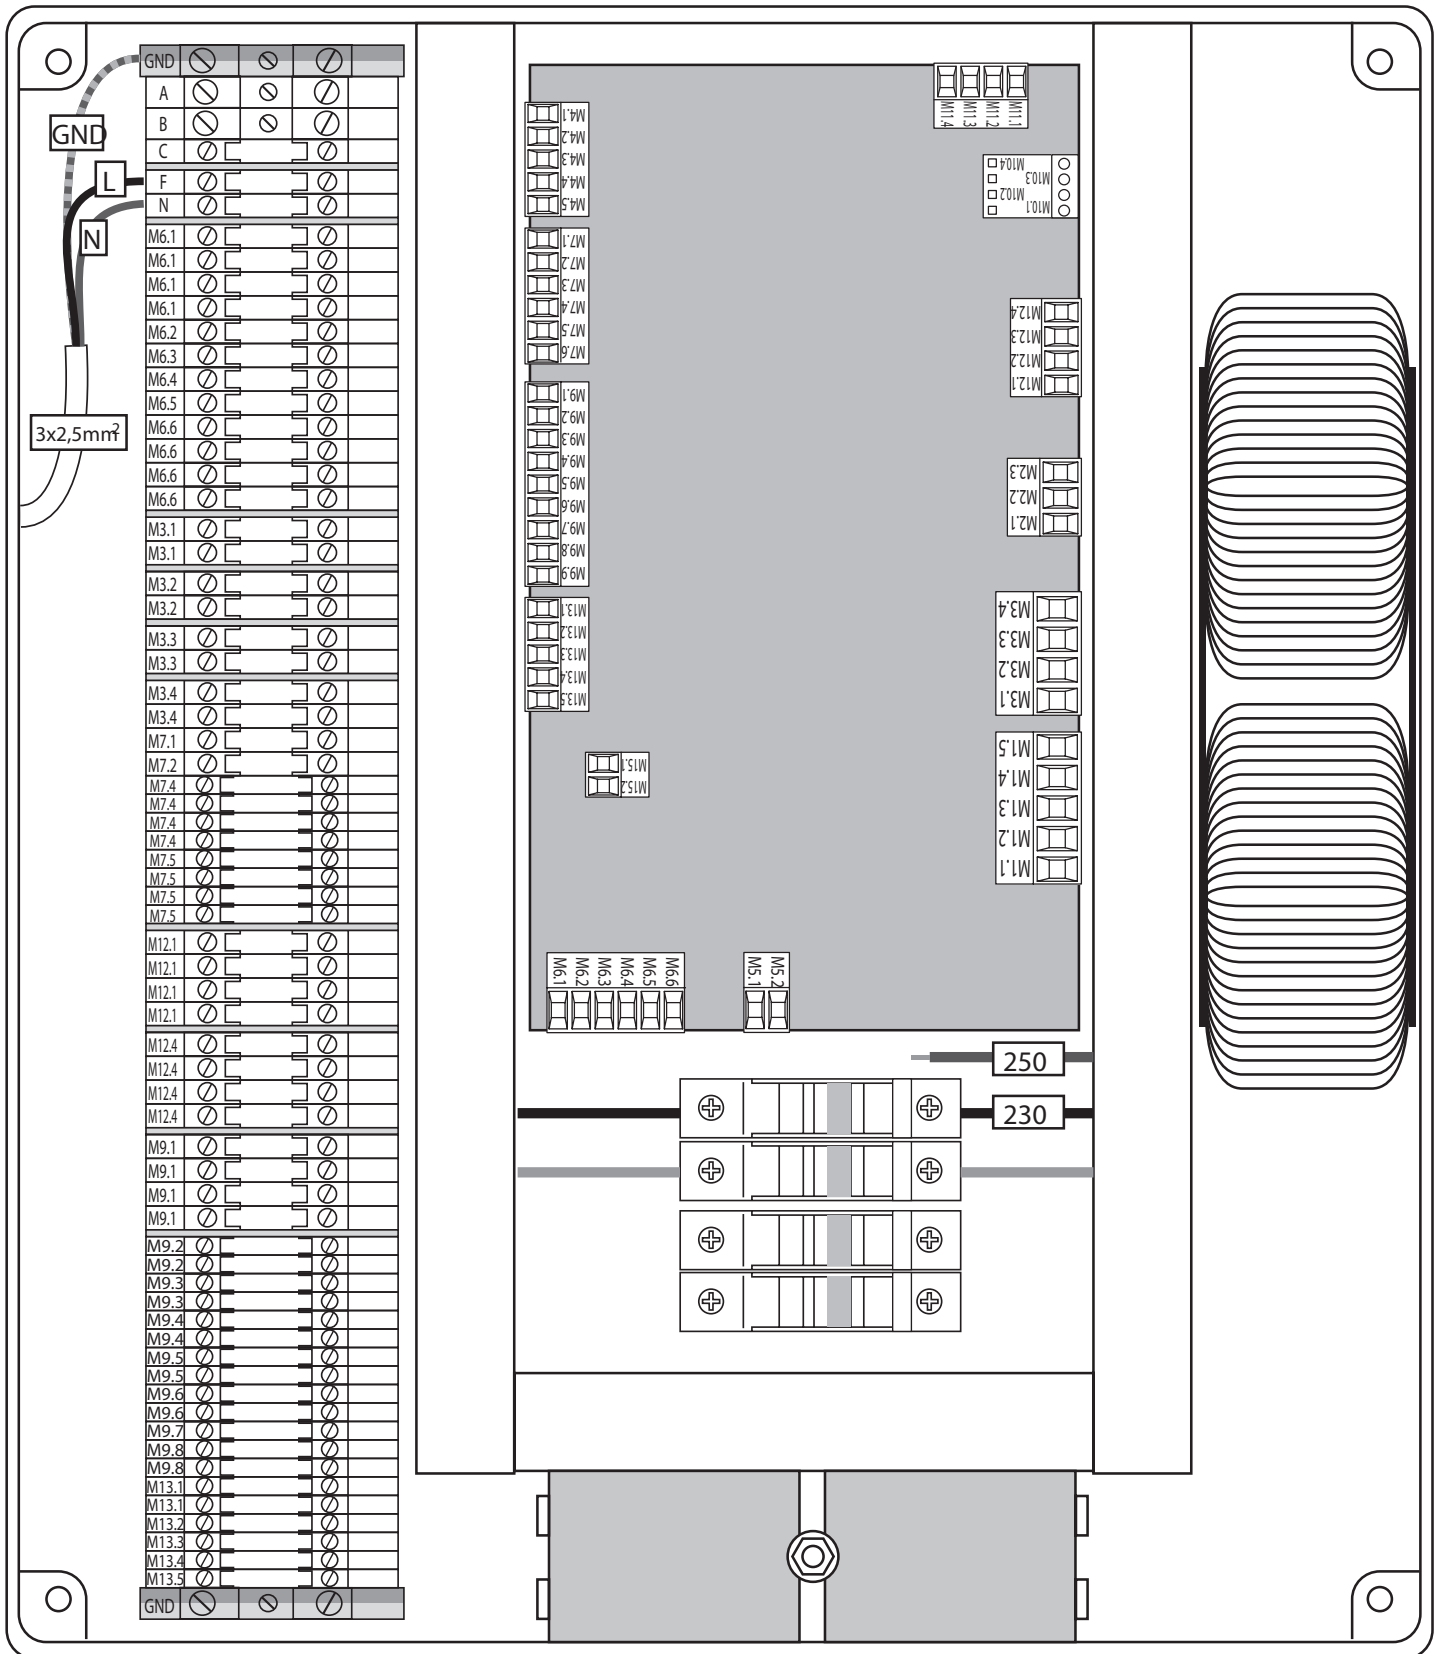 GND
A
B
C
F
N
M6.1
M6.1
M6.1
M6.1
M6.2
M6.3
M6.4
M6.5
M6.6
M6.6
M6.6
M6.6
M3.1
M3.1
M3.2
M3.2
M3.3
M3.3
M3.4
M3.4
M7.1
M7.2
M7.4
M7.4
M7.4
M7.4
M7.5
M7.5
M7.5
M7.5
M12.1
M12.1
M12.1
M12.1
M12.4
M12.4
M12.4
M12.4
M9.1
M9.1
M9.1
M9.1
M9.2
M9.2
M9.3
M9.3
M9.4
M9.4
M9.5
M9.5
M9.6
M9.6
M9.7
M9.8
M9.8
M13.1
M13.1
M13.2
M13.3
M13.4
M13.5
GND
GND
L
N
3x2,5mm²
M4.1
M4.2
M4.3
M4.4
M4.5
M7.1
M7.2
M7.3
M7.4
M7.5
M7.6
M9.1
M9.2
M9.3
M9.4
M9.5
M9.6
M9.7
M9.8
M9.9
M13.1
M13.2
M13.3
M13.4
M13.5
M15.1
M15.2
M6.1
M6.2
M6.3
M6.4
M6.5
M6.6
M5.1
M5.2
M11.4
M11.3
M11.2
M11.1
M10.4
M10.3
M10.2
M10.1
M12.4
M12.3
M12.2
M12.1
M2.3
M2.2
M2.1
M3.4
M3.3
M3.2
M3.1
M1.5
M1.4
M1.3
M1.2
M1.1
250
230